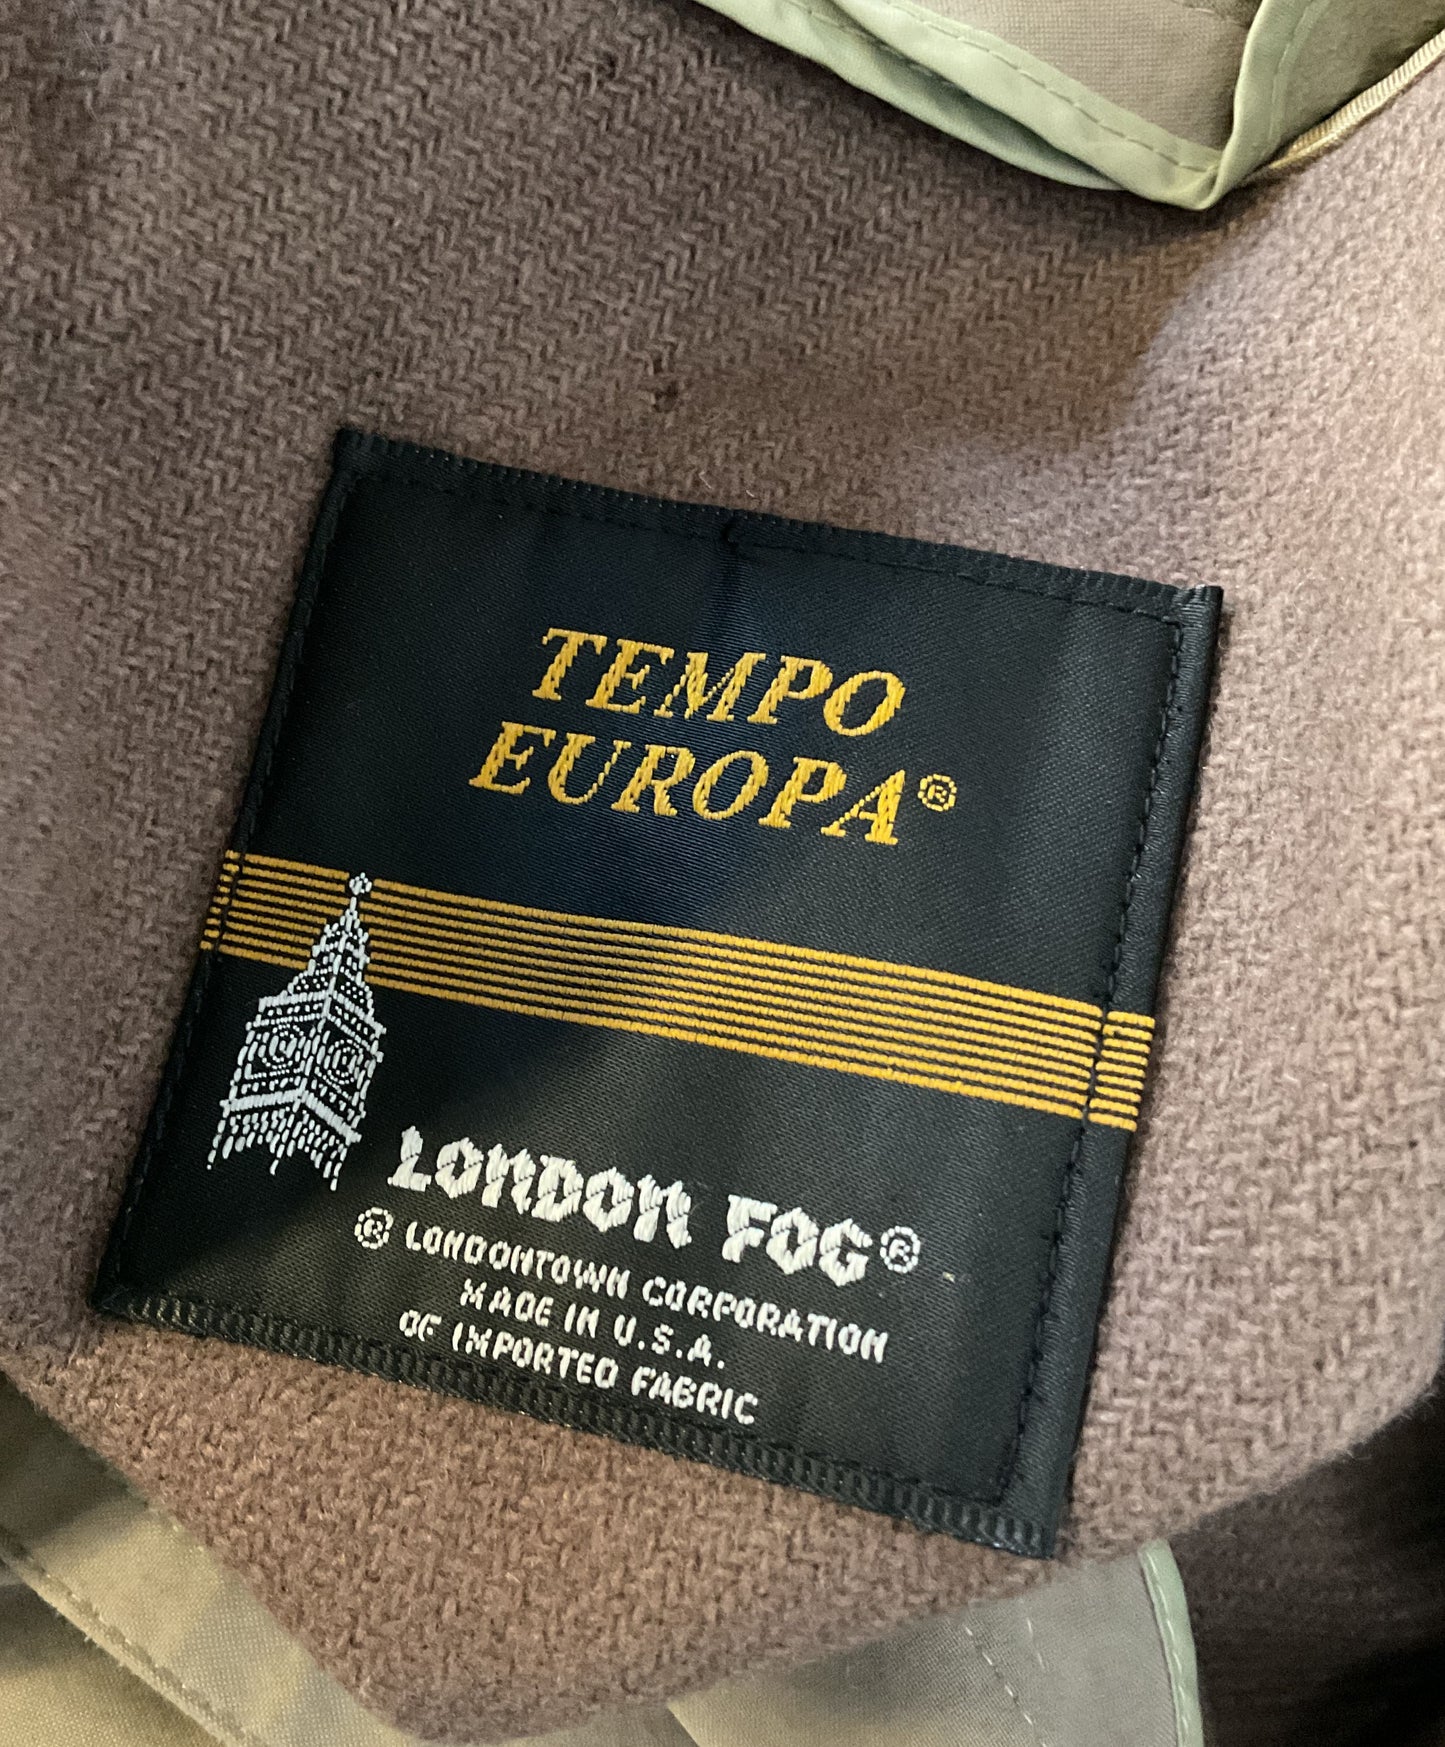 TEMPO
EUROPA®
LONDON FOG®
® LONDONTOWN CORPORATION
MADE IN U.S.A.
OF IMPORTED FABRIC